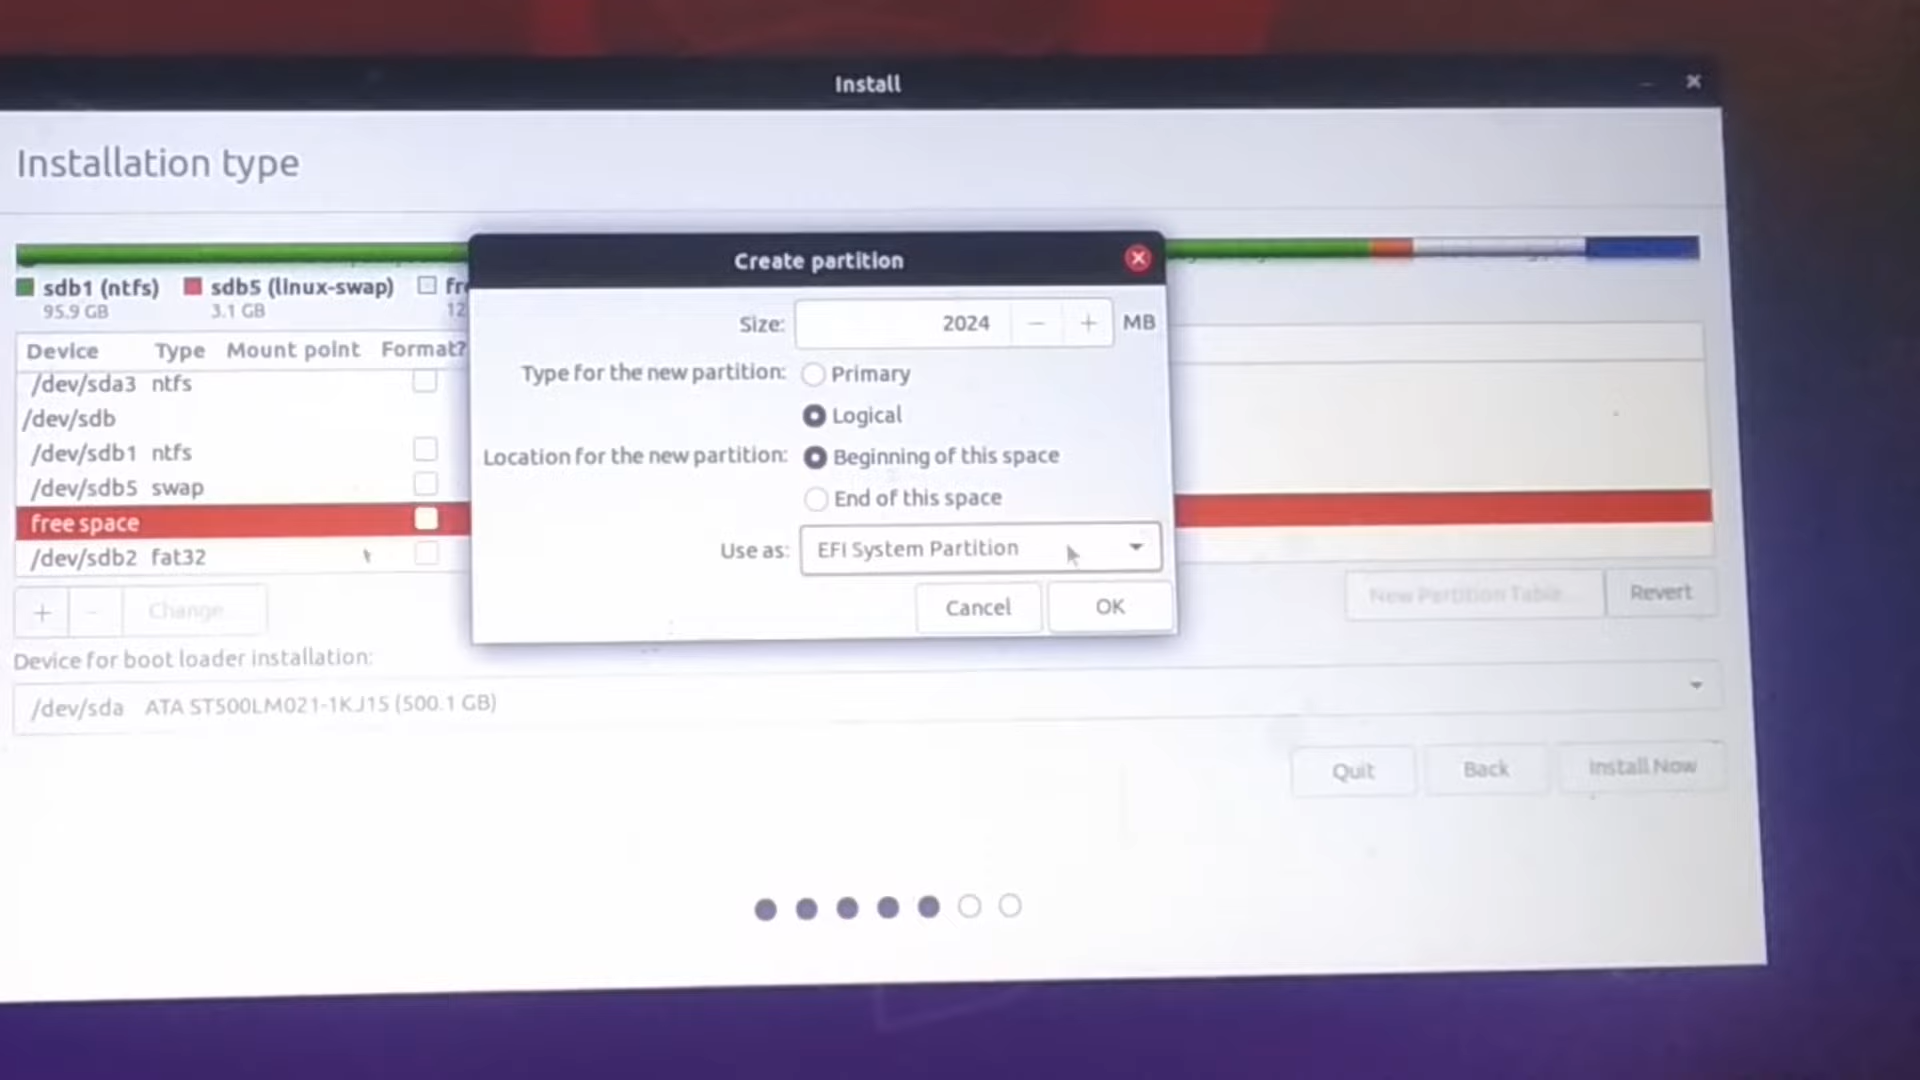 Install
Installation type
Create partition
sdb1 (ntfs) sdb5 (linux-swap)
95.9 GB 3.1 GB
Size: 2024 − + MB
Device Type Mount point Format?
Type for the new partition: Primary
/dev/sda3 ntfs
Logical
/dev/sdb
/dev/sdb1 ntfs
Location for the new partition: Beginning of this space
/dev/sdb5 swap
End of this space
free space
/dev/sdb2 fat32
Use as: EFI System Partition
Cancel OK
+ − Change...
New Partition Table... Revert
Device for boot loader installation:
/dev/sda ATA ST500LM021-1KJ15 (500.1 GB)
Quit Back Install Now